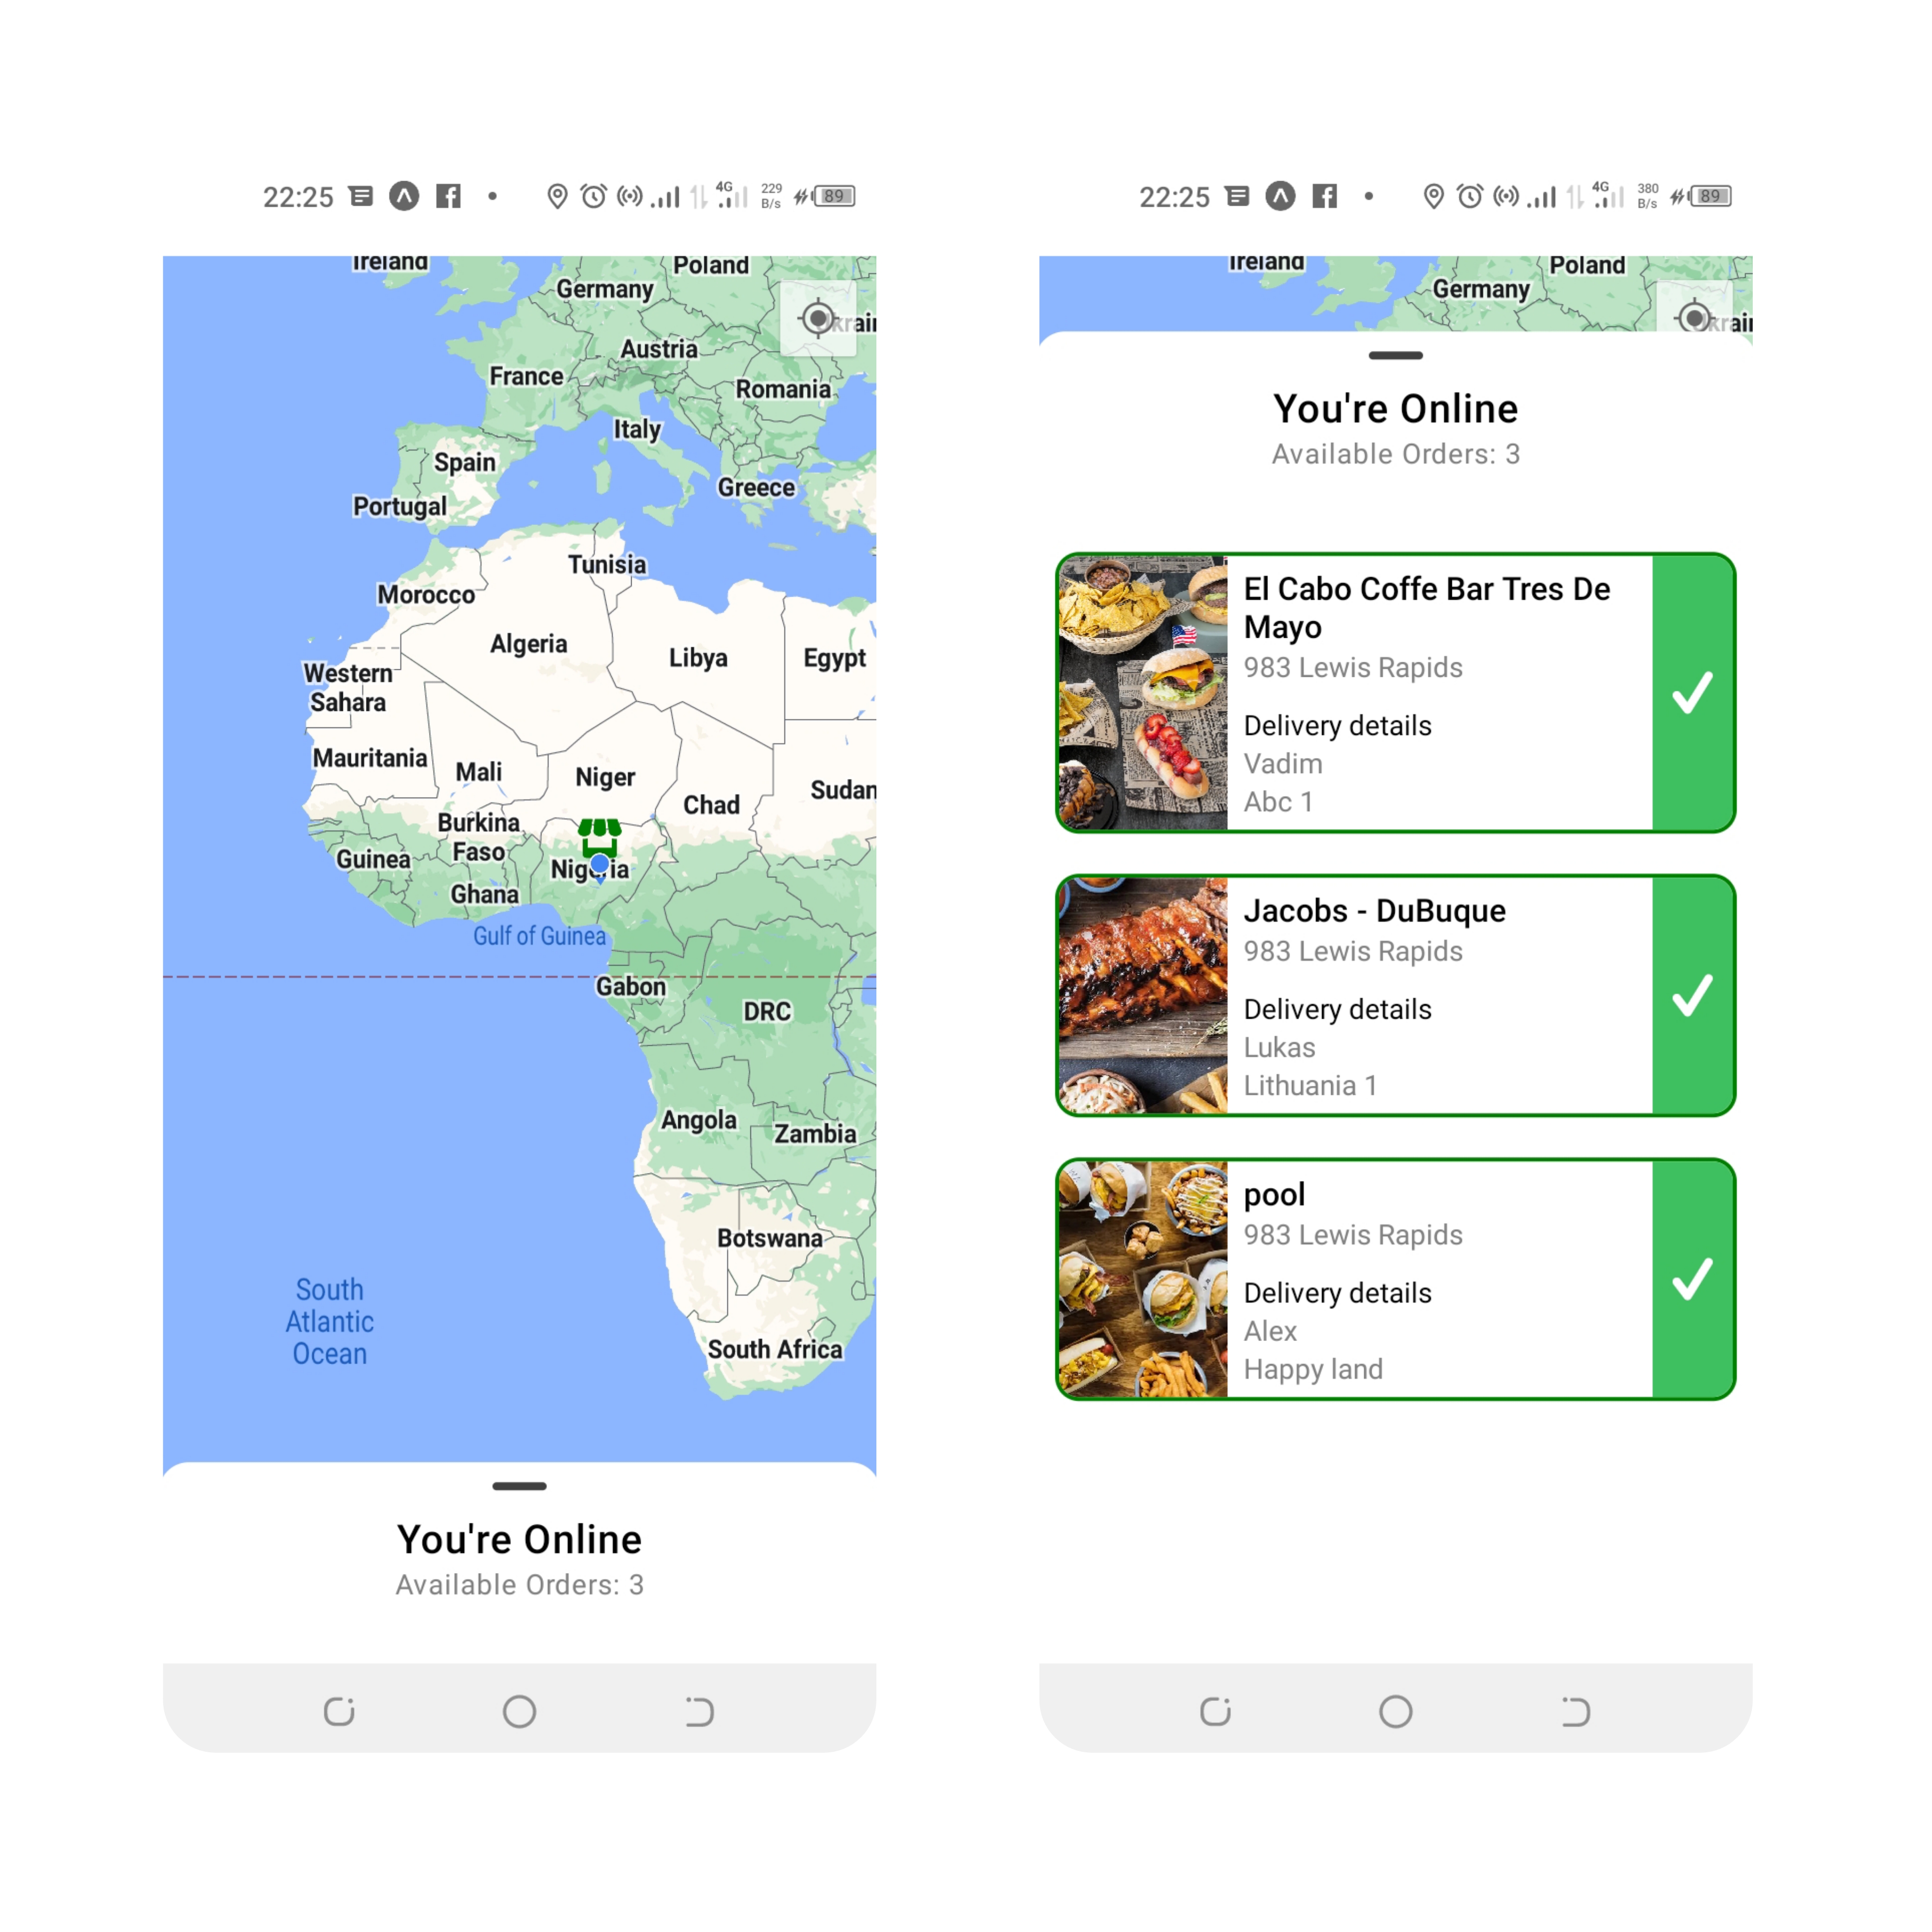 22:25
4G
229
B/s
89
Ireland
Poland
Germany
Ukrain
Austria
France
Romania
Italy
Spain
Greece
Portugal
Tunisia
Morocco
Algeria
Libya
Egypt
Western
Sahara
Mauritania
Mali
Niger
Chad
Sudan
Burkina
Faso
Guinea
Nigeria
Ghana
Gulf of Guinea
Gabon
DRC
Angola
Zambia
Botswana
South
Atlantic
Ocean
South Africa
You're Online
Available Orders: 3
22:25
4G
380
B/s
89
Ireland
Poland
Germany
Ukrain
You're Online
Available Orders: 3
El Cabo Coffe Bar Tres De
Mayo
983 Lewis Rapids
Delivery details
Vadim
Abc 1
Jacobs - DuBuque
983 Lewis Rapids
Delivery details
Lukas
Lithuania 1
pool
983 Lewis Rapids
Delivery details
Alex
Happy land